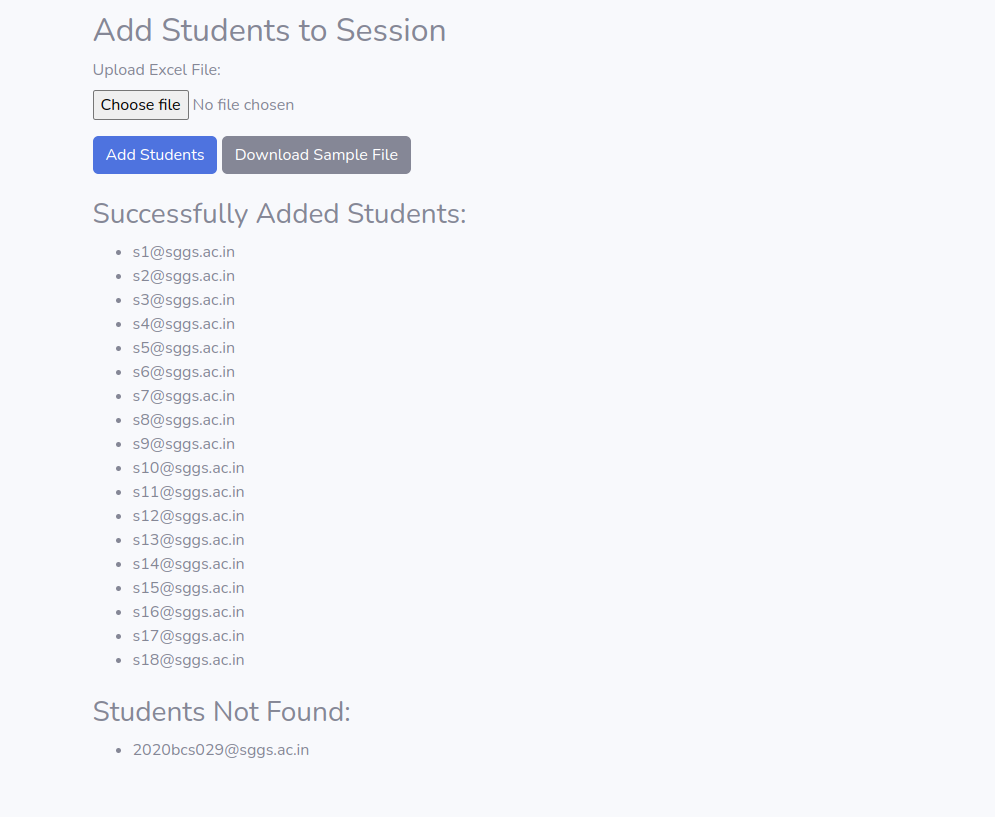 Add Students to Session
Upload Excel File:
Choose file No file chosen
Add Students Download Sample File
Successfully Added Students:
s1@sggs.ac.in
s2@sggs.ac.in
s3@sggs.ac.in
s4@sggs.ac.in
s5@sggs.ac.in
s6@sggs.ac.in
s7@sggs.ac.in
s8@sggs.ac.in
s9@sggs.ac.in
s10@sggs.ac.in
s11@sggs.ac.in
s12@sggs.ac.in
s13@sggs.ac.in
s14@sggs.ac.in
s15@sggs.ac.in
s16@sggs.ac.in
s17@sggs.ac.in
s18@sggs.ac.in
Students Not Found:
2020bcs029@sggs.ac.in